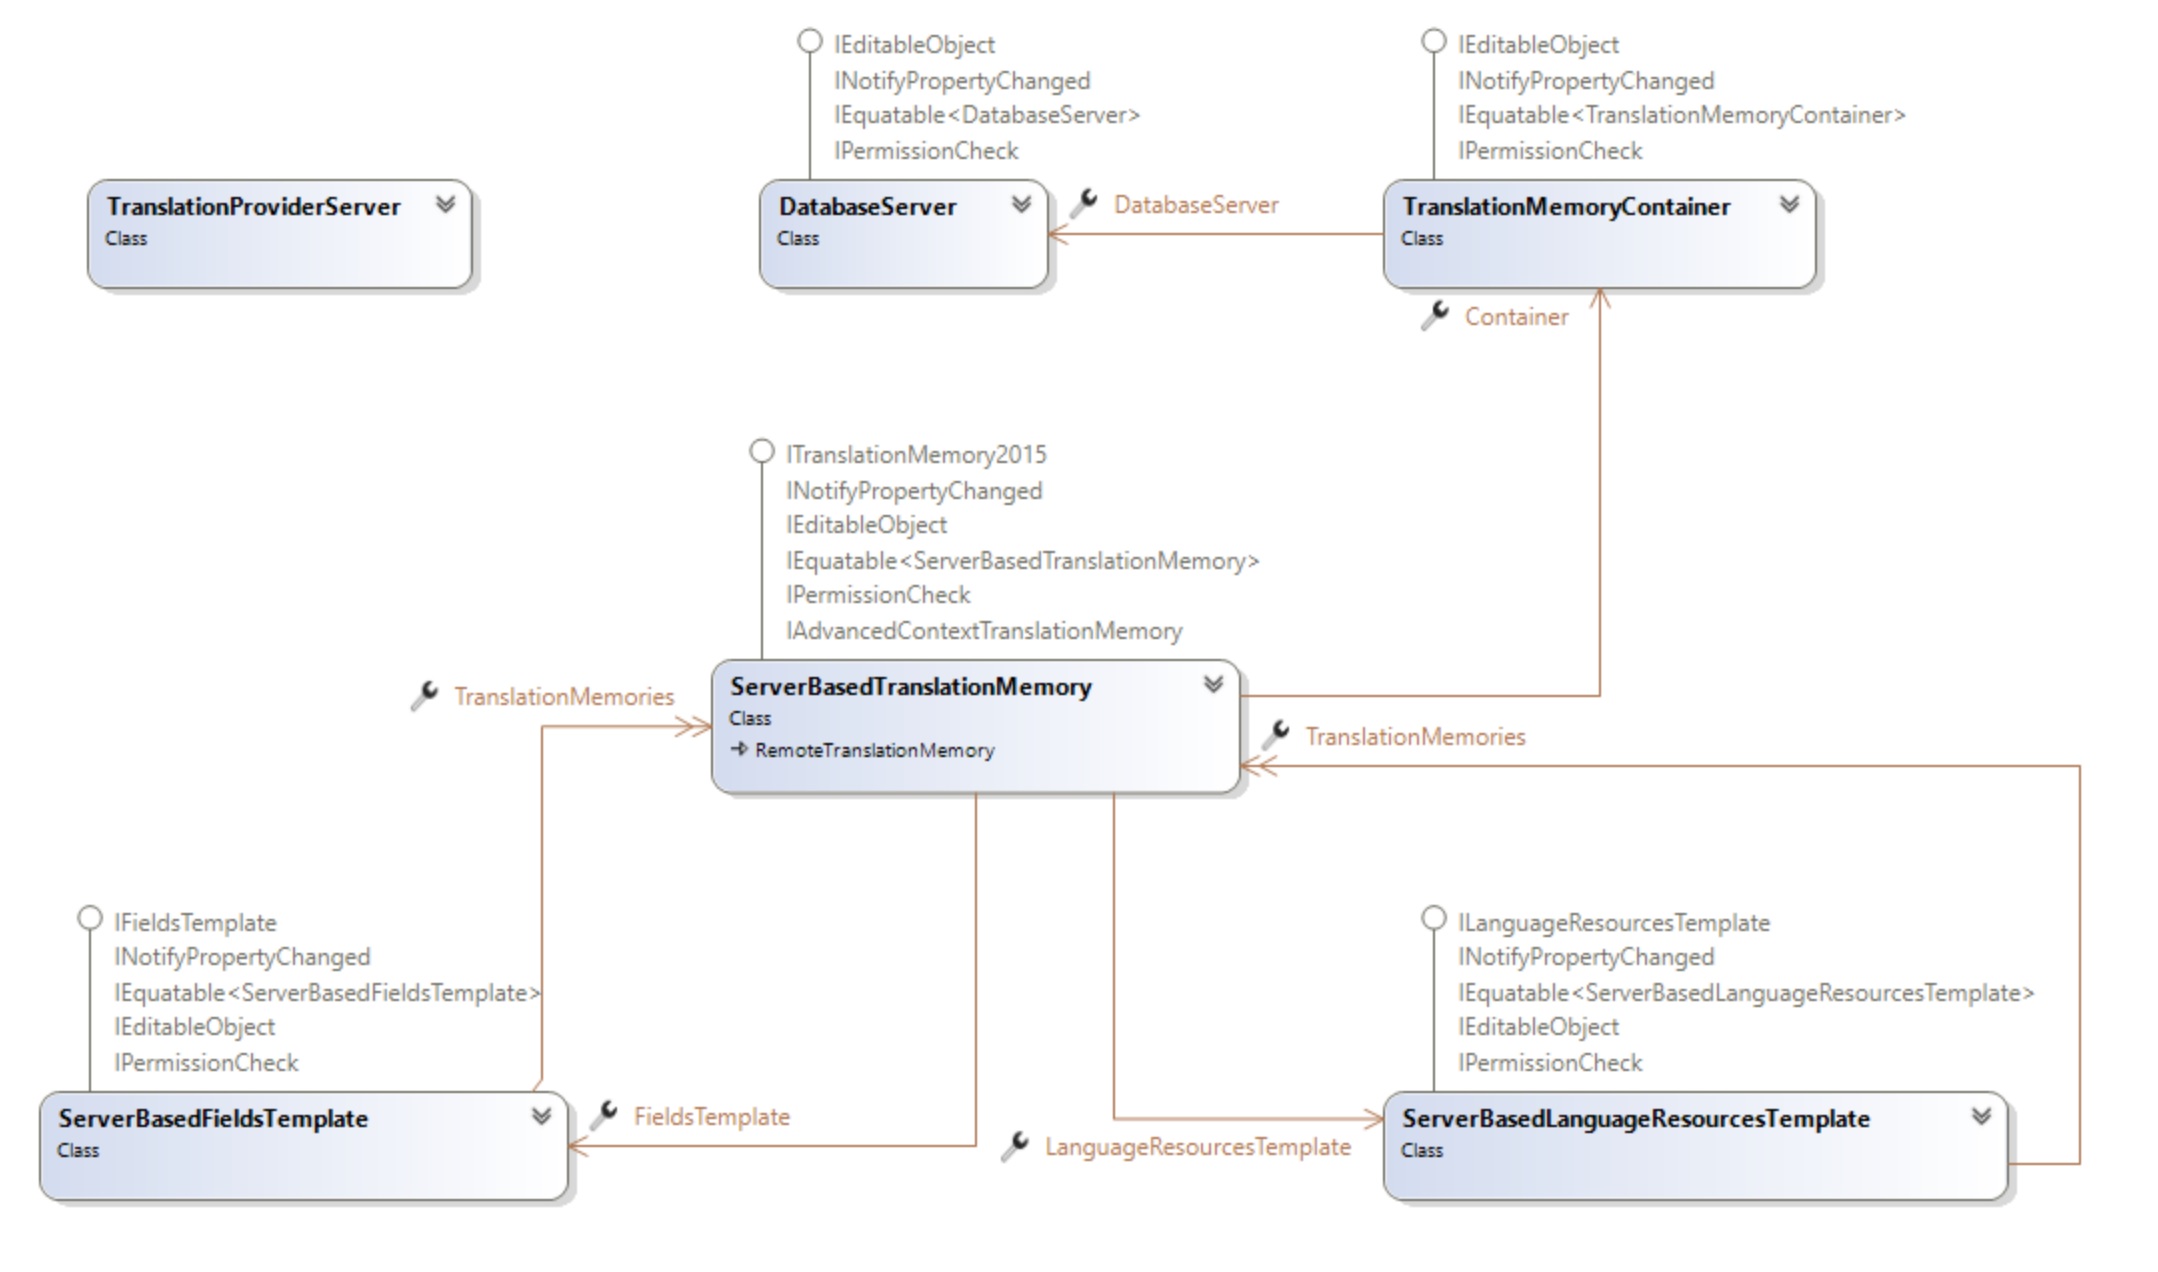 IEditableObject
INotifyPropertyChanged
IEquatable<DatabaseServer>
IPermissionCheck
IEditableObject
INotifyPropertyChanged
IEquatable<TranslationMemoryContainer>
IPermissionCheck
TranslationProviderServer
Class
DatabaseServer
Class
DatabaseServer
TranslationMemoryContainer
Class
Container
ITranslationMemory2015
INotifyPropertyChanged
IEditableObject
IEquatable<ServerBasedTranslationMemory>
IPermissionCheck
IAdvancedContextTranslationMemory
TranslationMemories
ServerBasedTranslationMemory
Class
RemoteTranslationMemory
TranslationMemories
IFieldsTemplate
INotifyPropertyChanged
IEquatable<ServerBasedFieldsTemplate>
IEditableObject
IPermissionCheck
ILanguageResourcesTemplate
INotifyPropertyChanged
IEquatable<ServerBasedLanguageResourcesTemplate>
IEditableObject
IPermissionCheck
ServerBasedFieldsTemplate
Class
FieldsTemplate
LanguageResourcesTemplate
ServerBasedLanguageResourcesTemplate
Class